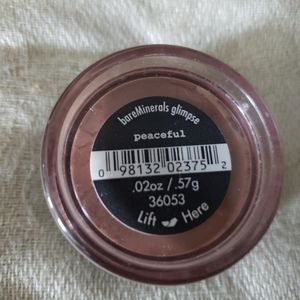 bareMinerals glimpse
peaceful
0 98132 02375 2
.02oz / .57g
36053
Lift Here